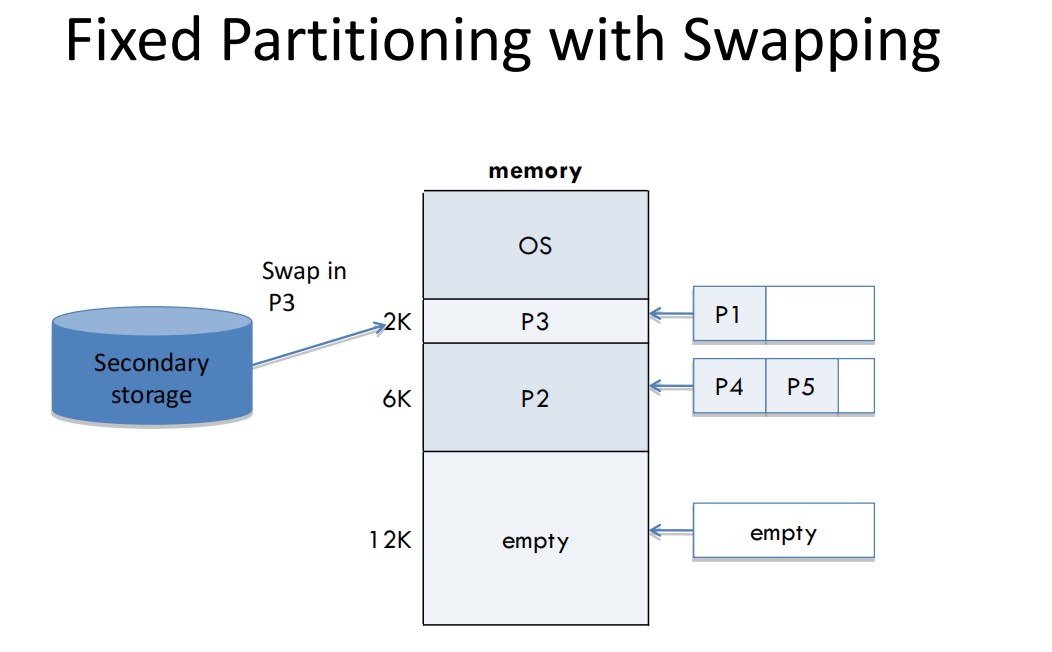 Fixed Partitioning with Swapping
memory
OS
Swap in
P3
2K
P3
P1
Secondary
storage
6K
P2
P4
P5
12K
empty
empty